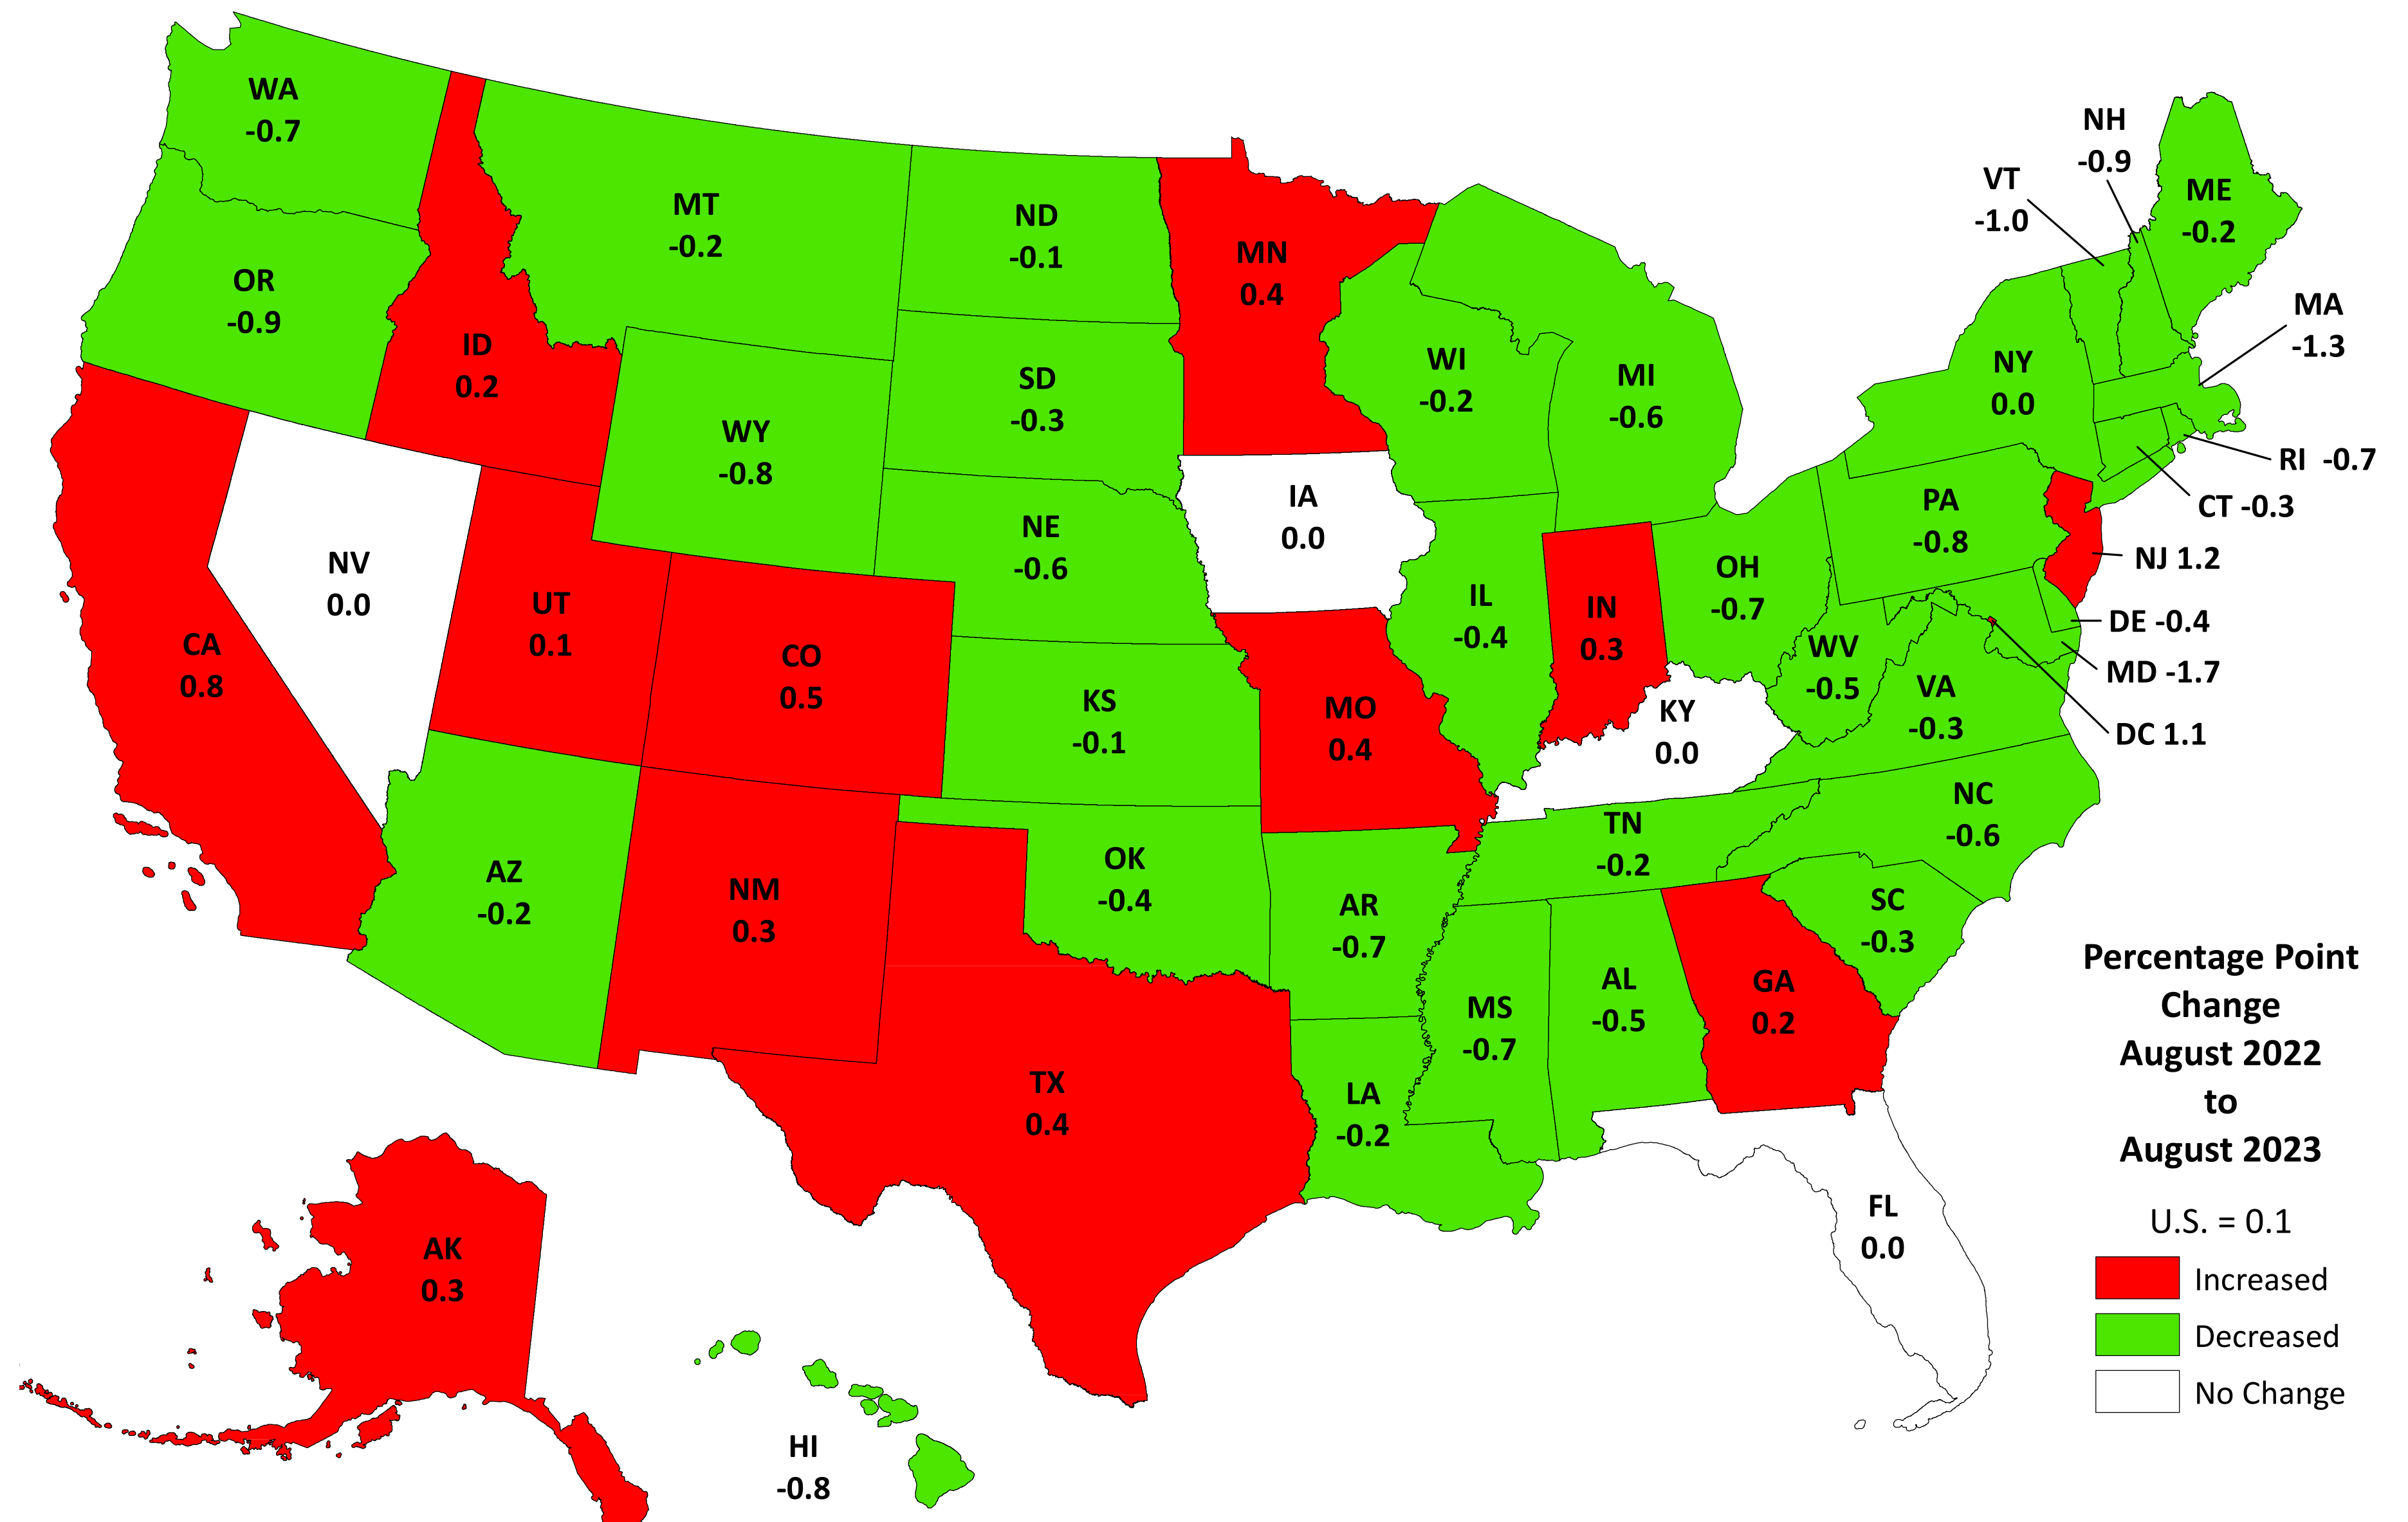 WA
-0.7
OR
-0.9
CA
0.8
NV
0.0
ID
0.2
MT
-0.2
WY
-0.8
UT
0.1
CO
0.5
AZ
-0.2
NM
0.3
ND
-0.1
SD
-0.3
NE
-0.6
KS
-0.1
OK
-0.4
TX
0.4
MN
0.4
IA
0.0
MO
0.4
AR
-0.7
LA
-0.2
WI
-0.2
IL
-0.4
MI
-0.6
IN
0.3
OH
-0.7
KY
0.0
TN
-0.2
MS
-0.7
AL
-0.5
GA
0.2
FL
0.0
SC
-0.3
NC
-0.6
VA
-0.3
WV
-0.5
PA
-0.8
NY
0.0
VT
-1.0
NH
-0.9
ME
-0.2
MA
-1.3
RI -0.7
CT -0.3
NJ 1.2
DE -0.4
MD -1.7
DC 1.1
AK
0.3
HI
-0.8
Percentage Point
Change
August 2022
to
August 2023
U.S. = 0.1
Increased
Decreased
No Change